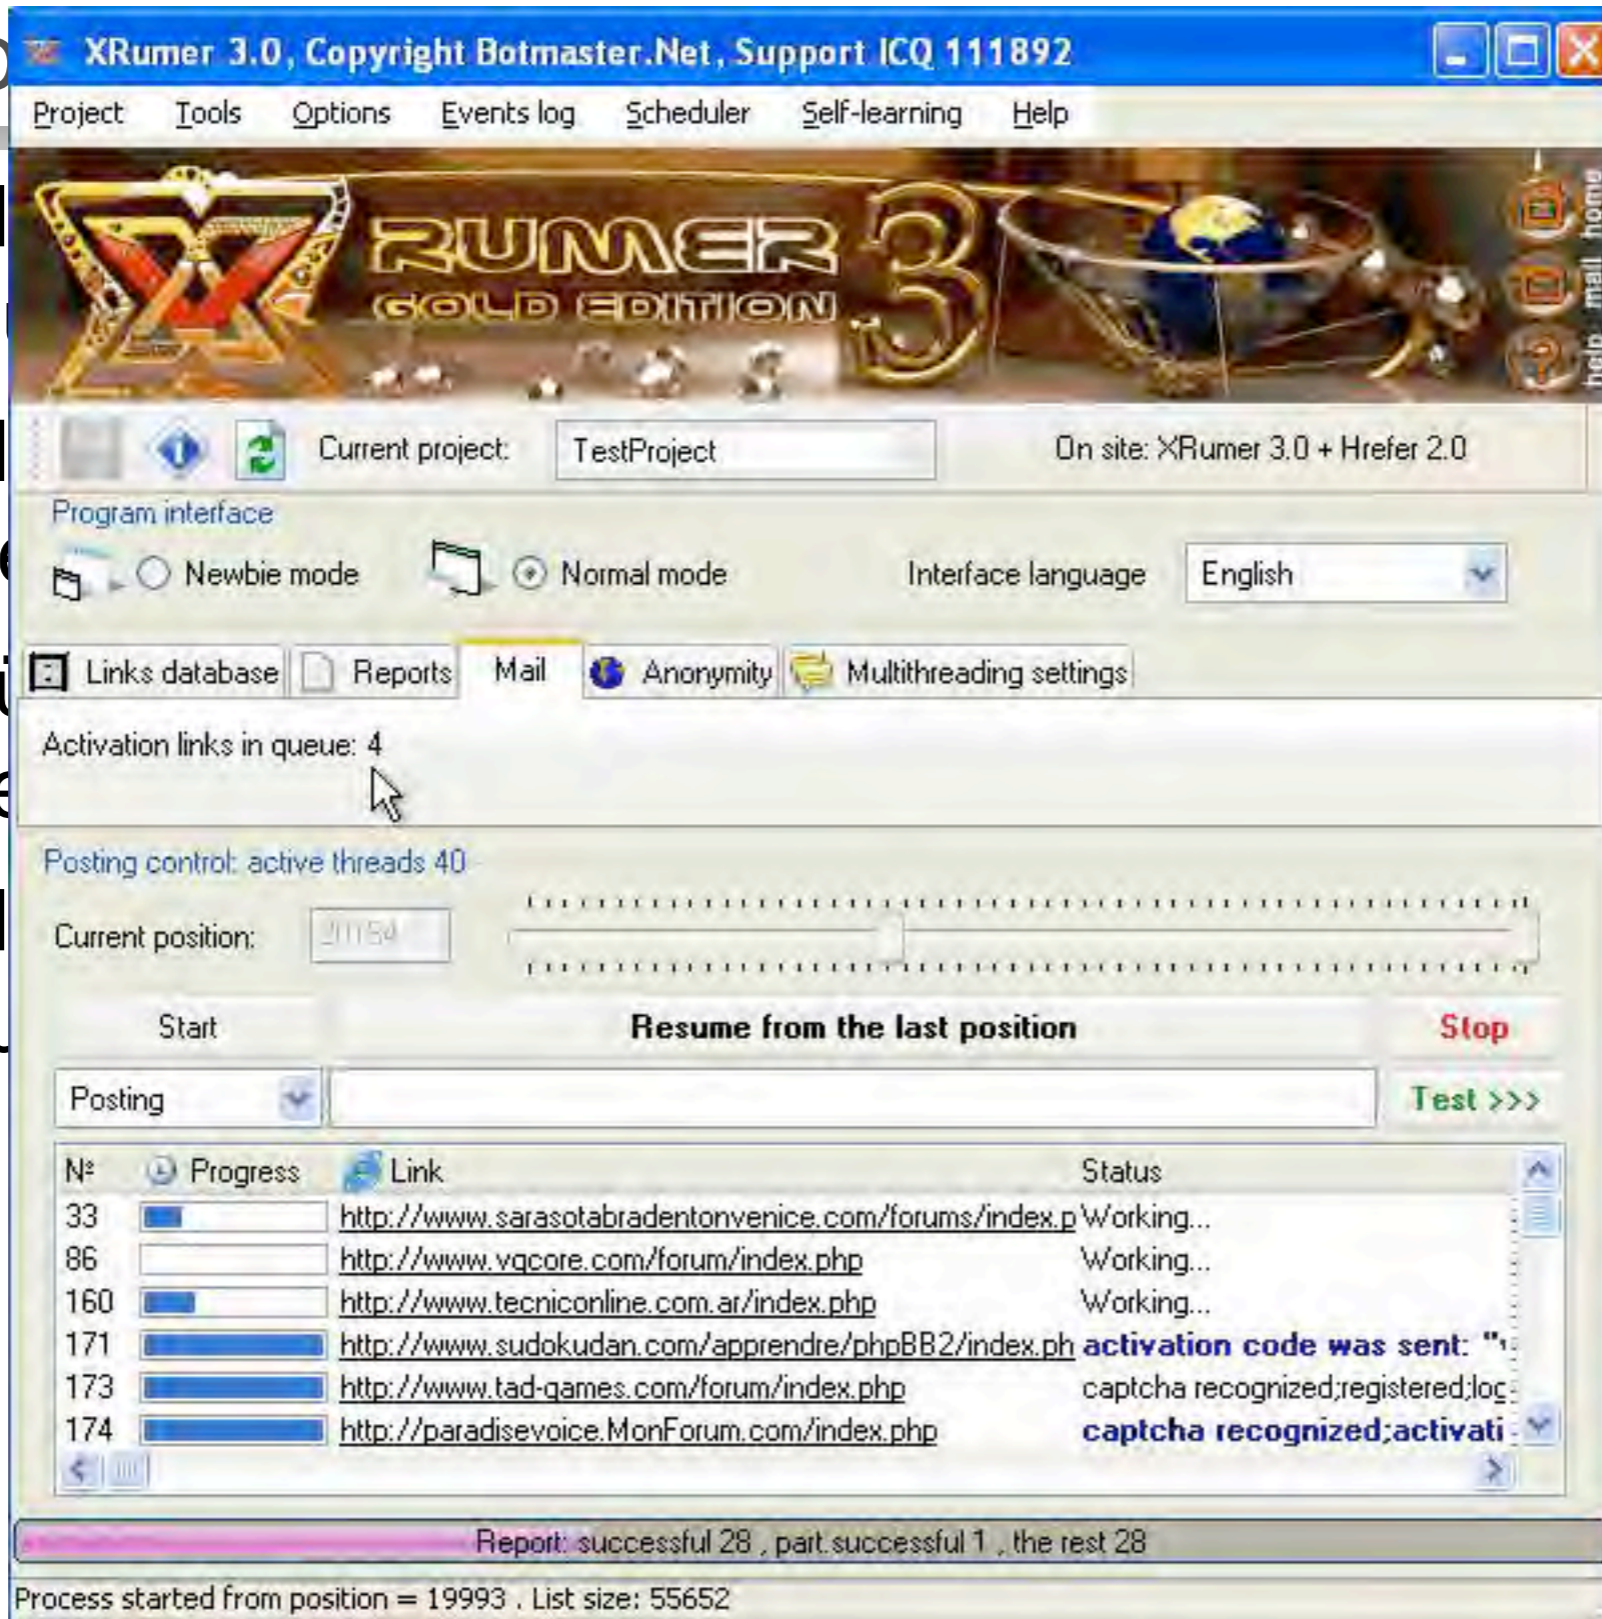 XRumer 3.0, Copyright Botmaster.Net, Support ICQ 111892
Project Tools Options Events log Scheduler Self-learning Help
RUMER 3
GOLD EDITION
home
mail
help
Current project: TestProject On site: XRumer 3.0 + Hrefer 2.0
Program interface
Newbie mode Normal mode Interface language English
Links database Reports Mail Anonymity Multithreading settings
Activation links in queue: 4
Posting control: active threads 40
Current position:
Start Resume from the last position Stop
Posting Test >>>
№ Progress Link Status
33 http://www.sarasotabradentonvenice.com/forums/index.p Working...
86 http://www.vgcore.com/forum/index.php Working...
160 http://www.tecniconline.com.ar/index.php Working...
171 http://www.sudokudan.com/apprendre/phpBB2/index.ph activation code was sent: "
173 http://www.tad-games.com/forum/index.php captcha recognized;registered;log
174 http://paradisevoice.MonForum.com/index.php captcha recognized;activati
Report: successful 28 , part.successful 1 , the rest 28
Process started from position = 19993 . List size: 55652